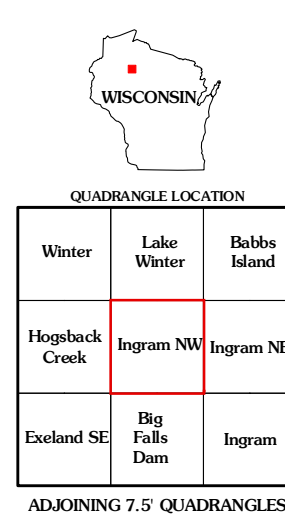 WISCONSIN
QUADRANGLE LOCATION
Winter
Lake
Winter
Babbs
Island
Hogsback
Creek
Ingram NW
Ingram NE
Exeland SE
Big
Falls
Dam
Ingram
ADJOINING 7.5' QUADRANGLES